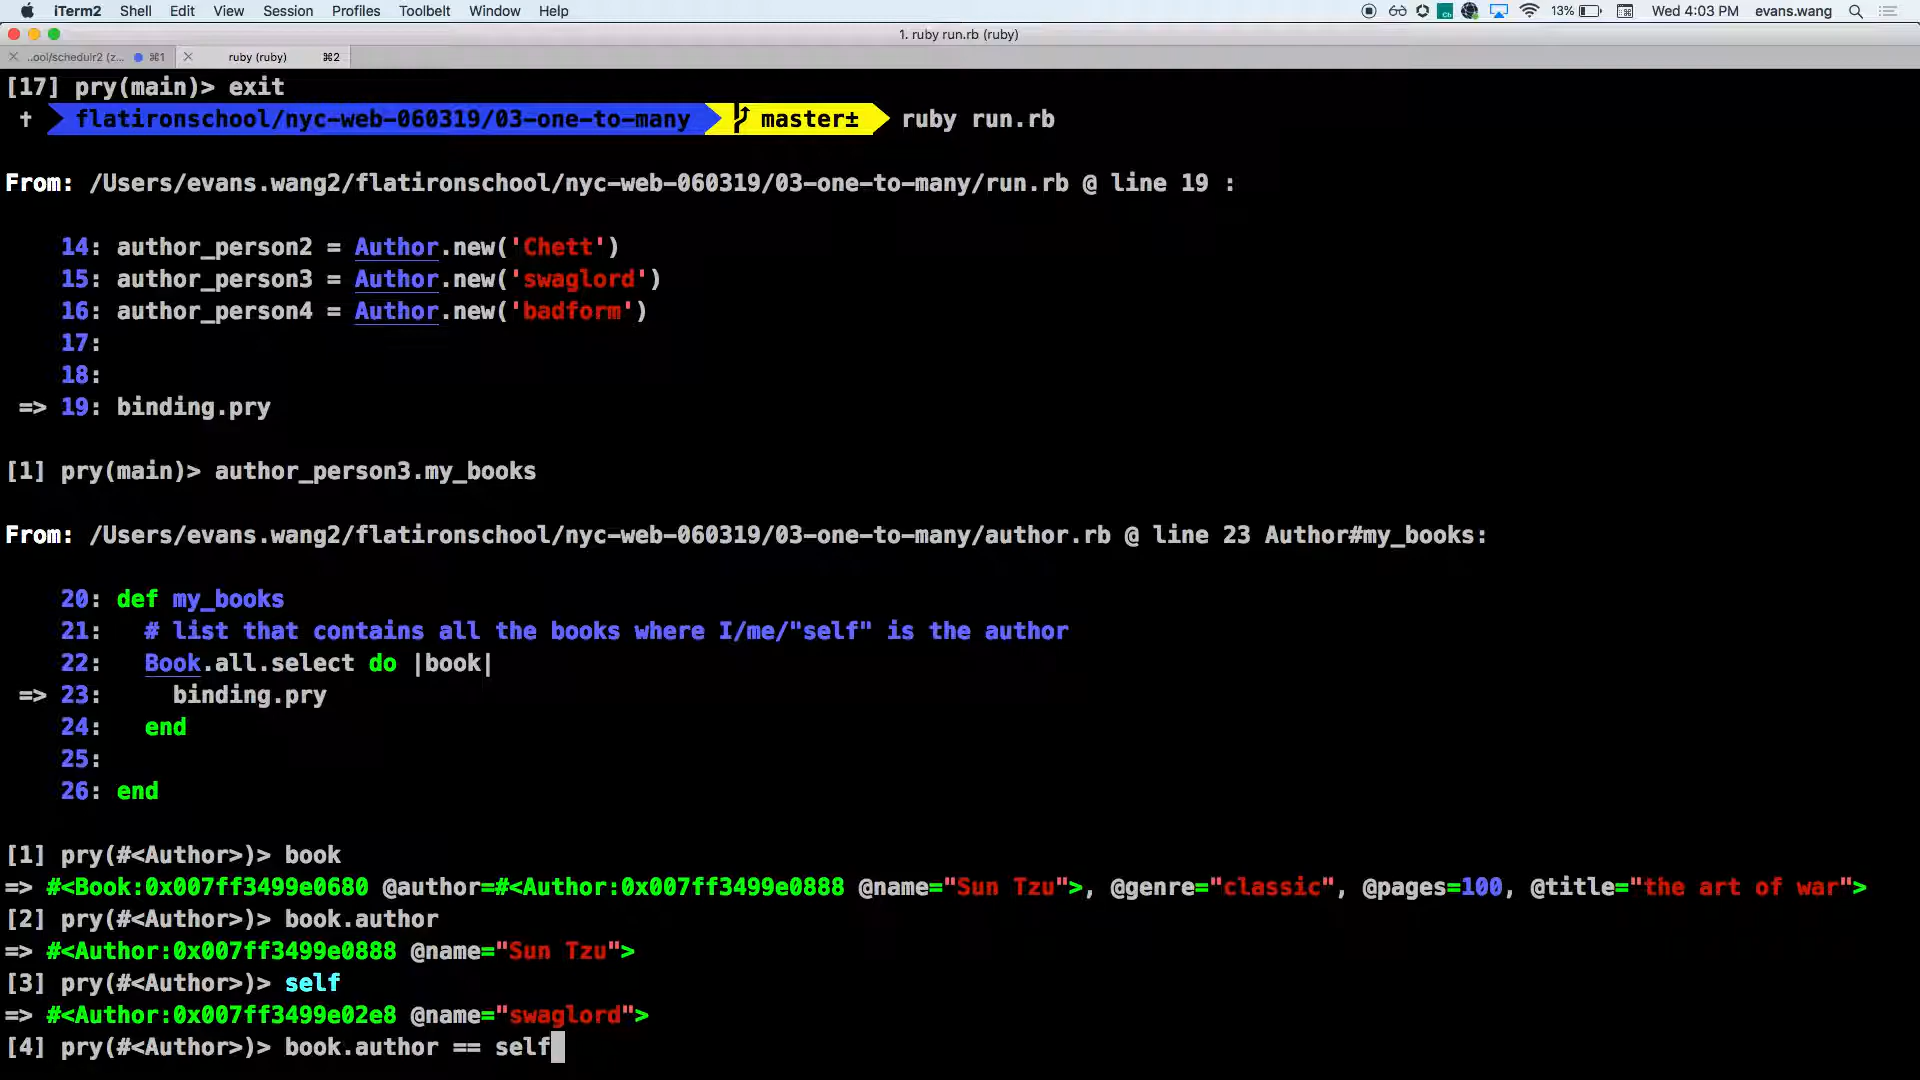 iTerm2 Shell Edit View Session Profiles Toolbelt Window Help 13% Wed 4:03 PM evans.wang
1. ruby run.rb (ruby)
..ool/schedulr2 (z... ⌘1 ruby (ruby) ⌘2
[17] pry(main)> exit
✝ flatironschool/nyc-web-060319/03-one-to-many master± ruby run.rb
From: /Users/evans.wang2/flatironschool/nyc-web-060319/03-one-to-many/run.rb @ line 19 :
14: author_person2 = Author.new('Chett')
15: author_person3 = Author.new('swaglord')
16: author_person4 = Author.new('badform')
17:
18:
=> 19: binding.pry
[1] pry(main)> author_person3.my_books
From: /Users/evans.wang2/flatironschool/nyc-web-060319/03-one-to-many/author.rb @ line 23 Author#my_books:
20: def my_books
21: # list that contains all the books where I/me/"self" is the author
22: Book.all.select do |book|
=> 23: binding.pry
24: end
25:
26: end
[1] pry(#<Author>)> book
=> #<Book:0x007ff3499e0680 @author=#<Author:0x007ff3499e0888 @name="Sun Tzu">, @genre="classic", @pages=100, @title="the art of war">
[2] pry(#<Author>)> book.author
=> #<Author:0x007ff3499e0888 @name="Sun Tzu">
[3] pry(#<Author>)> self
=> #<Author:0x007ff3499e02e8 @name="swaglord">
[4] pry(#<Author>)> book.author == self